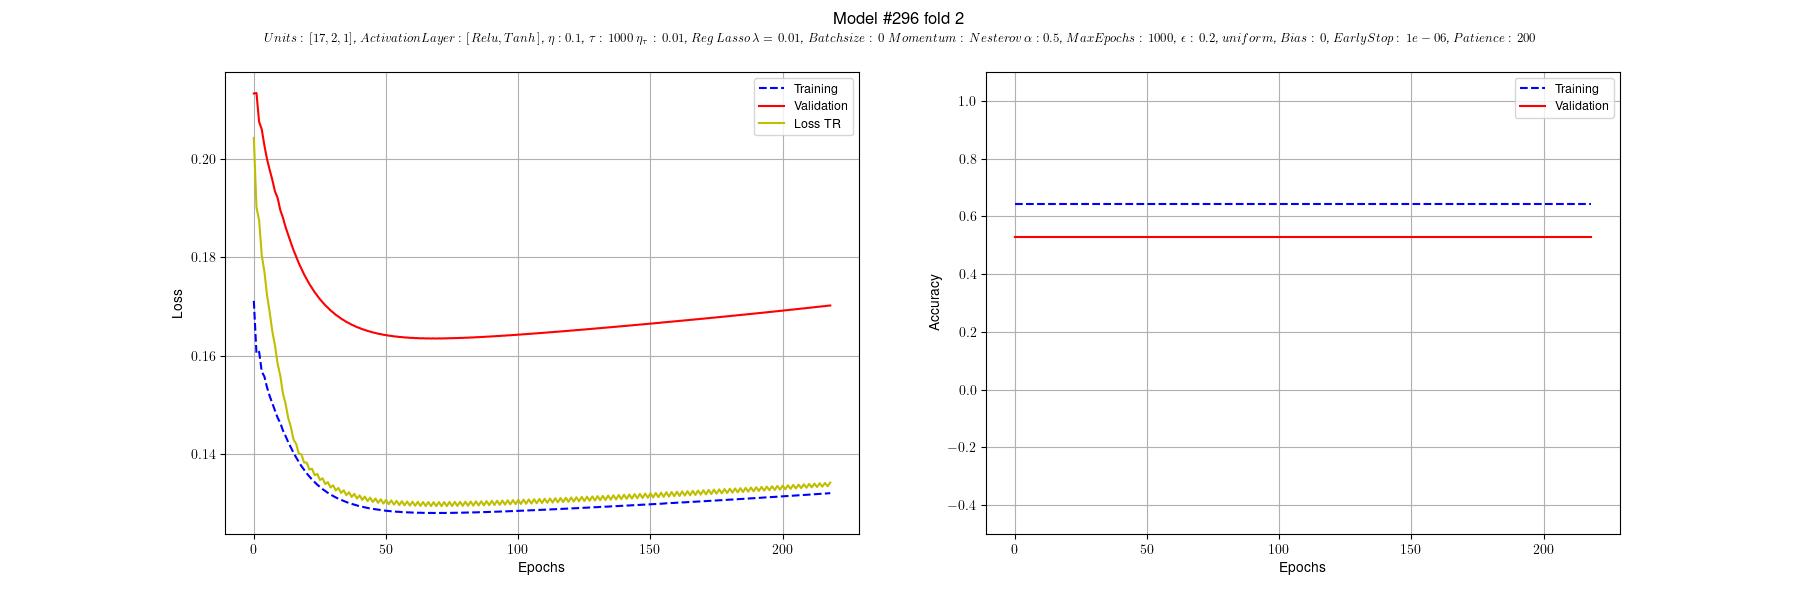 Model #296 fold 2
Units : [17, 2, 1], ActivationLayer : [Relu, Tanh], η : 0.1, τ : 1000 η_τ : 0.01, Reg Lasso λ = 0.01, Batchsize : 0 Momentum : Nesterov α : 0.5, MaxEpochs : 1000, ϵ : 0.2, uniform, Bias : 0, EarlyStop : 1e − 06, Patience : 200
Training
Validation
Loss TR
0.20
0.18
0.16
0.14
Loss
0 50 100 150 200
Epochs
Training
Validation
1.0
0.8
0.6
0.4
0.2
0.0
−0.2
−0.4
Accuracy
0 50 100 150 200
Epochs